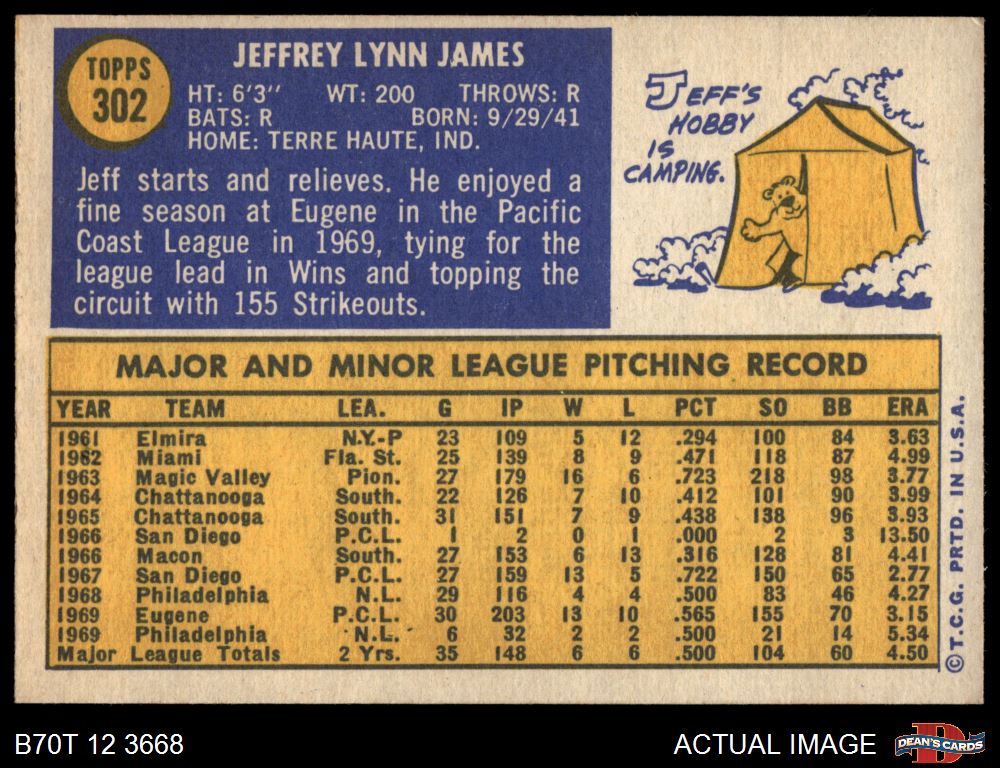 TOPPS
302
JEFFREY LYNN JAMES
HT: 6'3" WT: 200 THROWS: R
BATS: R BORN: 9/29/41
HOME: TERRE HAUTE, IND.
Jeff starts and relieves. He enjoyed a
fine season at Eugene in the Pacific
Coast League in 1969, tying for the
league lead in Wins and topping the
circuit with 155 Strikeouts.
JEFF'S
HOBBY
IS
CAMPING.
MAJOR AND MINOR LEAGUE PITCHING RECORD
YEAR TEAM LEA. G IP W L PCT SO BB ERA
1961 Elmira N.Y.-P 23 109 5 12 .294 100 84 3.63
1962 Miami Fla. St. 25 139 8 9 .471 118 87 4.99
1963 Magic Valley Pion. 27 179 16 6 .723 218 98 3.77
1964 Chattanooga South. 22 126 7 10 .412 101 90 3.99
1965 Chattanooga South. 31 151 7 9 .438 138 96 3.93
1966 San Diego P.C.L. 1 2 0 1 .000 2 3 13.50
1966 Macon South. 27 153 6 13 .316 128 81 4.41
1967 San Diego P.C.L. 27 159 13 5 .722 150 65 2.77
1968 Philadelphia N.L. 29 116 4 4 .500 83 46 4.27
1969 Eugene P.C.L. 30 203 13 10 .565 155 70 3.15
1969 Philadelphia N.L. 6 32 2 2 .500 21 14 5.34
Major League Totals 2 Yrs. 35 148 6 6 .500 104 60 4.50
© T.C.G. PRTD. IN U.S.A.
B70T 12 3668
ACTUAL IMAGE
D
DEAN'S CARDS